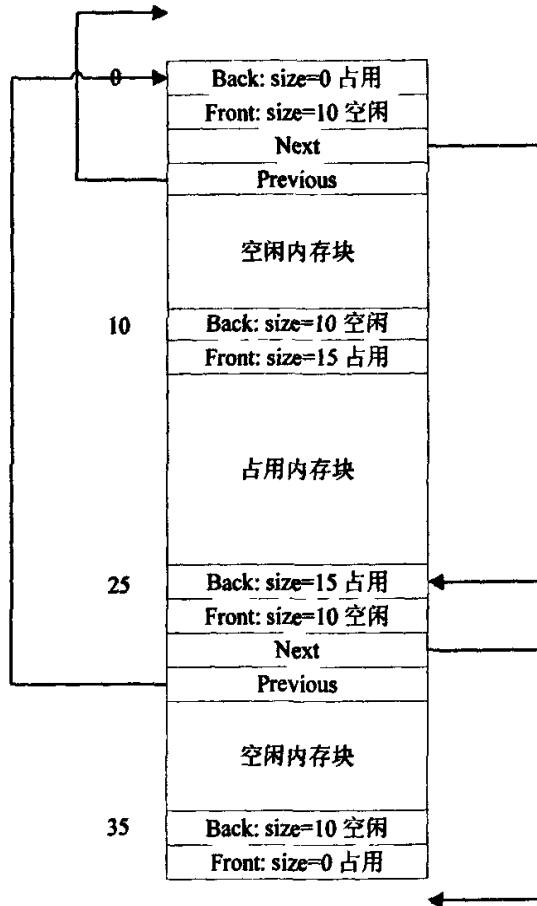 0
Back: size=0 占用
Front: size=10 空闲
Next
Previous
空闲内存块
10
Back: size=10 空闲
Front: size=15 占用
占用内存块
25
Back: size=15 占用
Front: size=10 空闲
Next
Previous
空闲内存块
35
Back: size=10 空闲
Front: size=0 占用